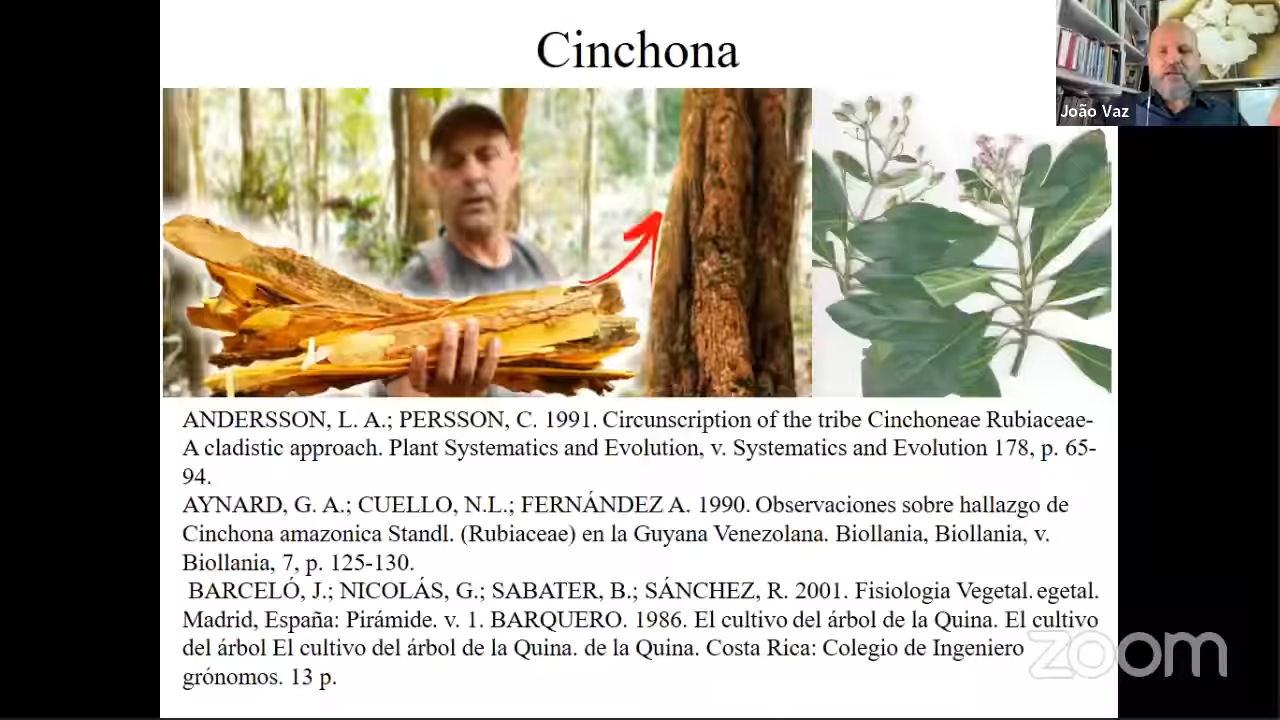 Cinchona
João Vaz
ANDERSSON, L. A.; PERSSON, C. 1991. Circunscription of the tribe Cinchoneae Rubiaceae-
A cladistic approach. Plant Systematics and Evolution, v. Systematics and Evolution 178, p. 65-
94.
AYNARD, G. A.; CUELLO, N.L.; FERNÁNDEZ A. 1990. Observaciones sobre hallazgo de
Cinchona amazonica Standl. (Rubiaceae) en la Guyana Venezolana. Biollania, Biollania, v.
Biollania, 7, p. 125-130.
BARCELÓ, J.; NICOLÁS, G.; SABATER, B.; SÁNCHEZ, R. 2001. Fisiologia Vegetal. egetal.
Madrid, España: Pirámide. v. 1. BARQUERO. 1986. El cultivo del árbol de la Quina. El cultivo
del árbol El cultivo del árbol de la Quina. de la Quina. Costa Rica: Colegio de Ingeniero
grónomos. 13 p.
zoom